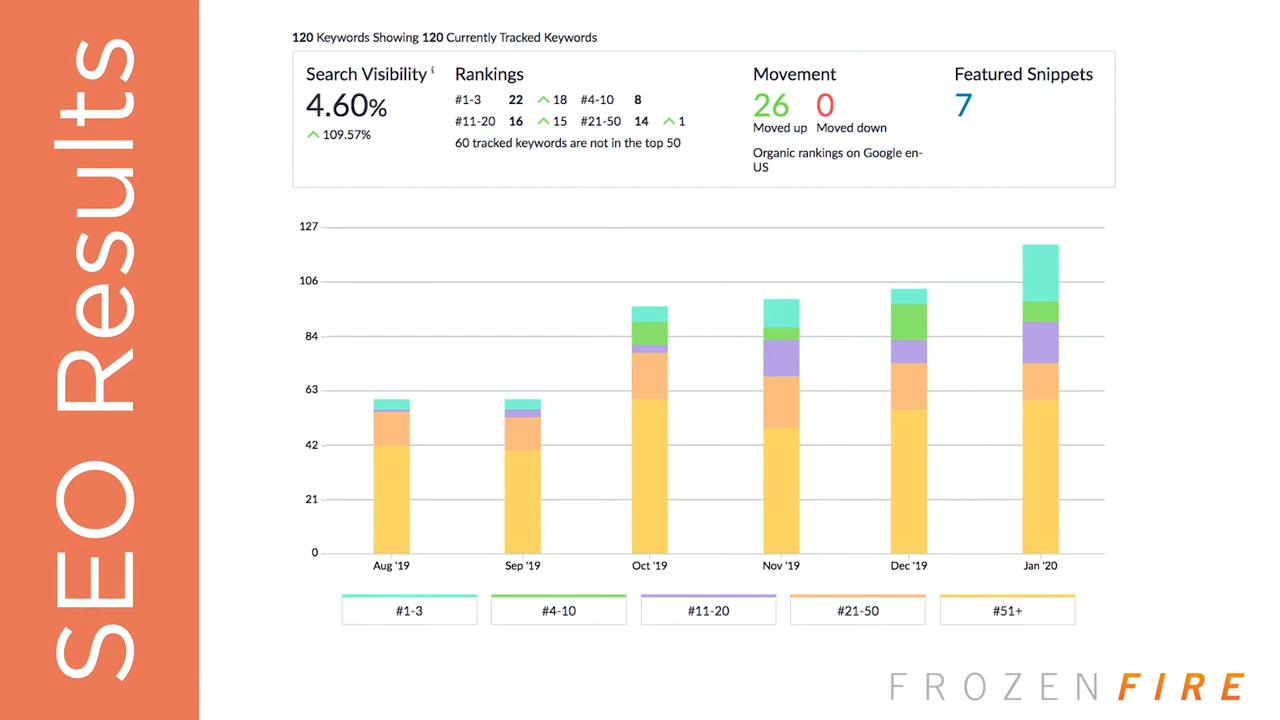 SEO Results
120 Keywords Showing 120 Currently Tracked Keywords
Search Visibility i
4.60%
109.57%
Rankings
#1-3 22 18 #4-10 8
#11-20 16 15 #21-50 14 1
60 tracked keywords are not in the top 50
Movement
26 0
Moved up Moved down
Organic rankings on Google en-
US
Featured Snippets
7
127
106
84
63
42
21
0
Aug '19 Sep '19 Oct '19 Nov '19 Dec '19 Jan '20
#1-3 #4-10 #11-20 #21-50 #51+
FROZENFIRE